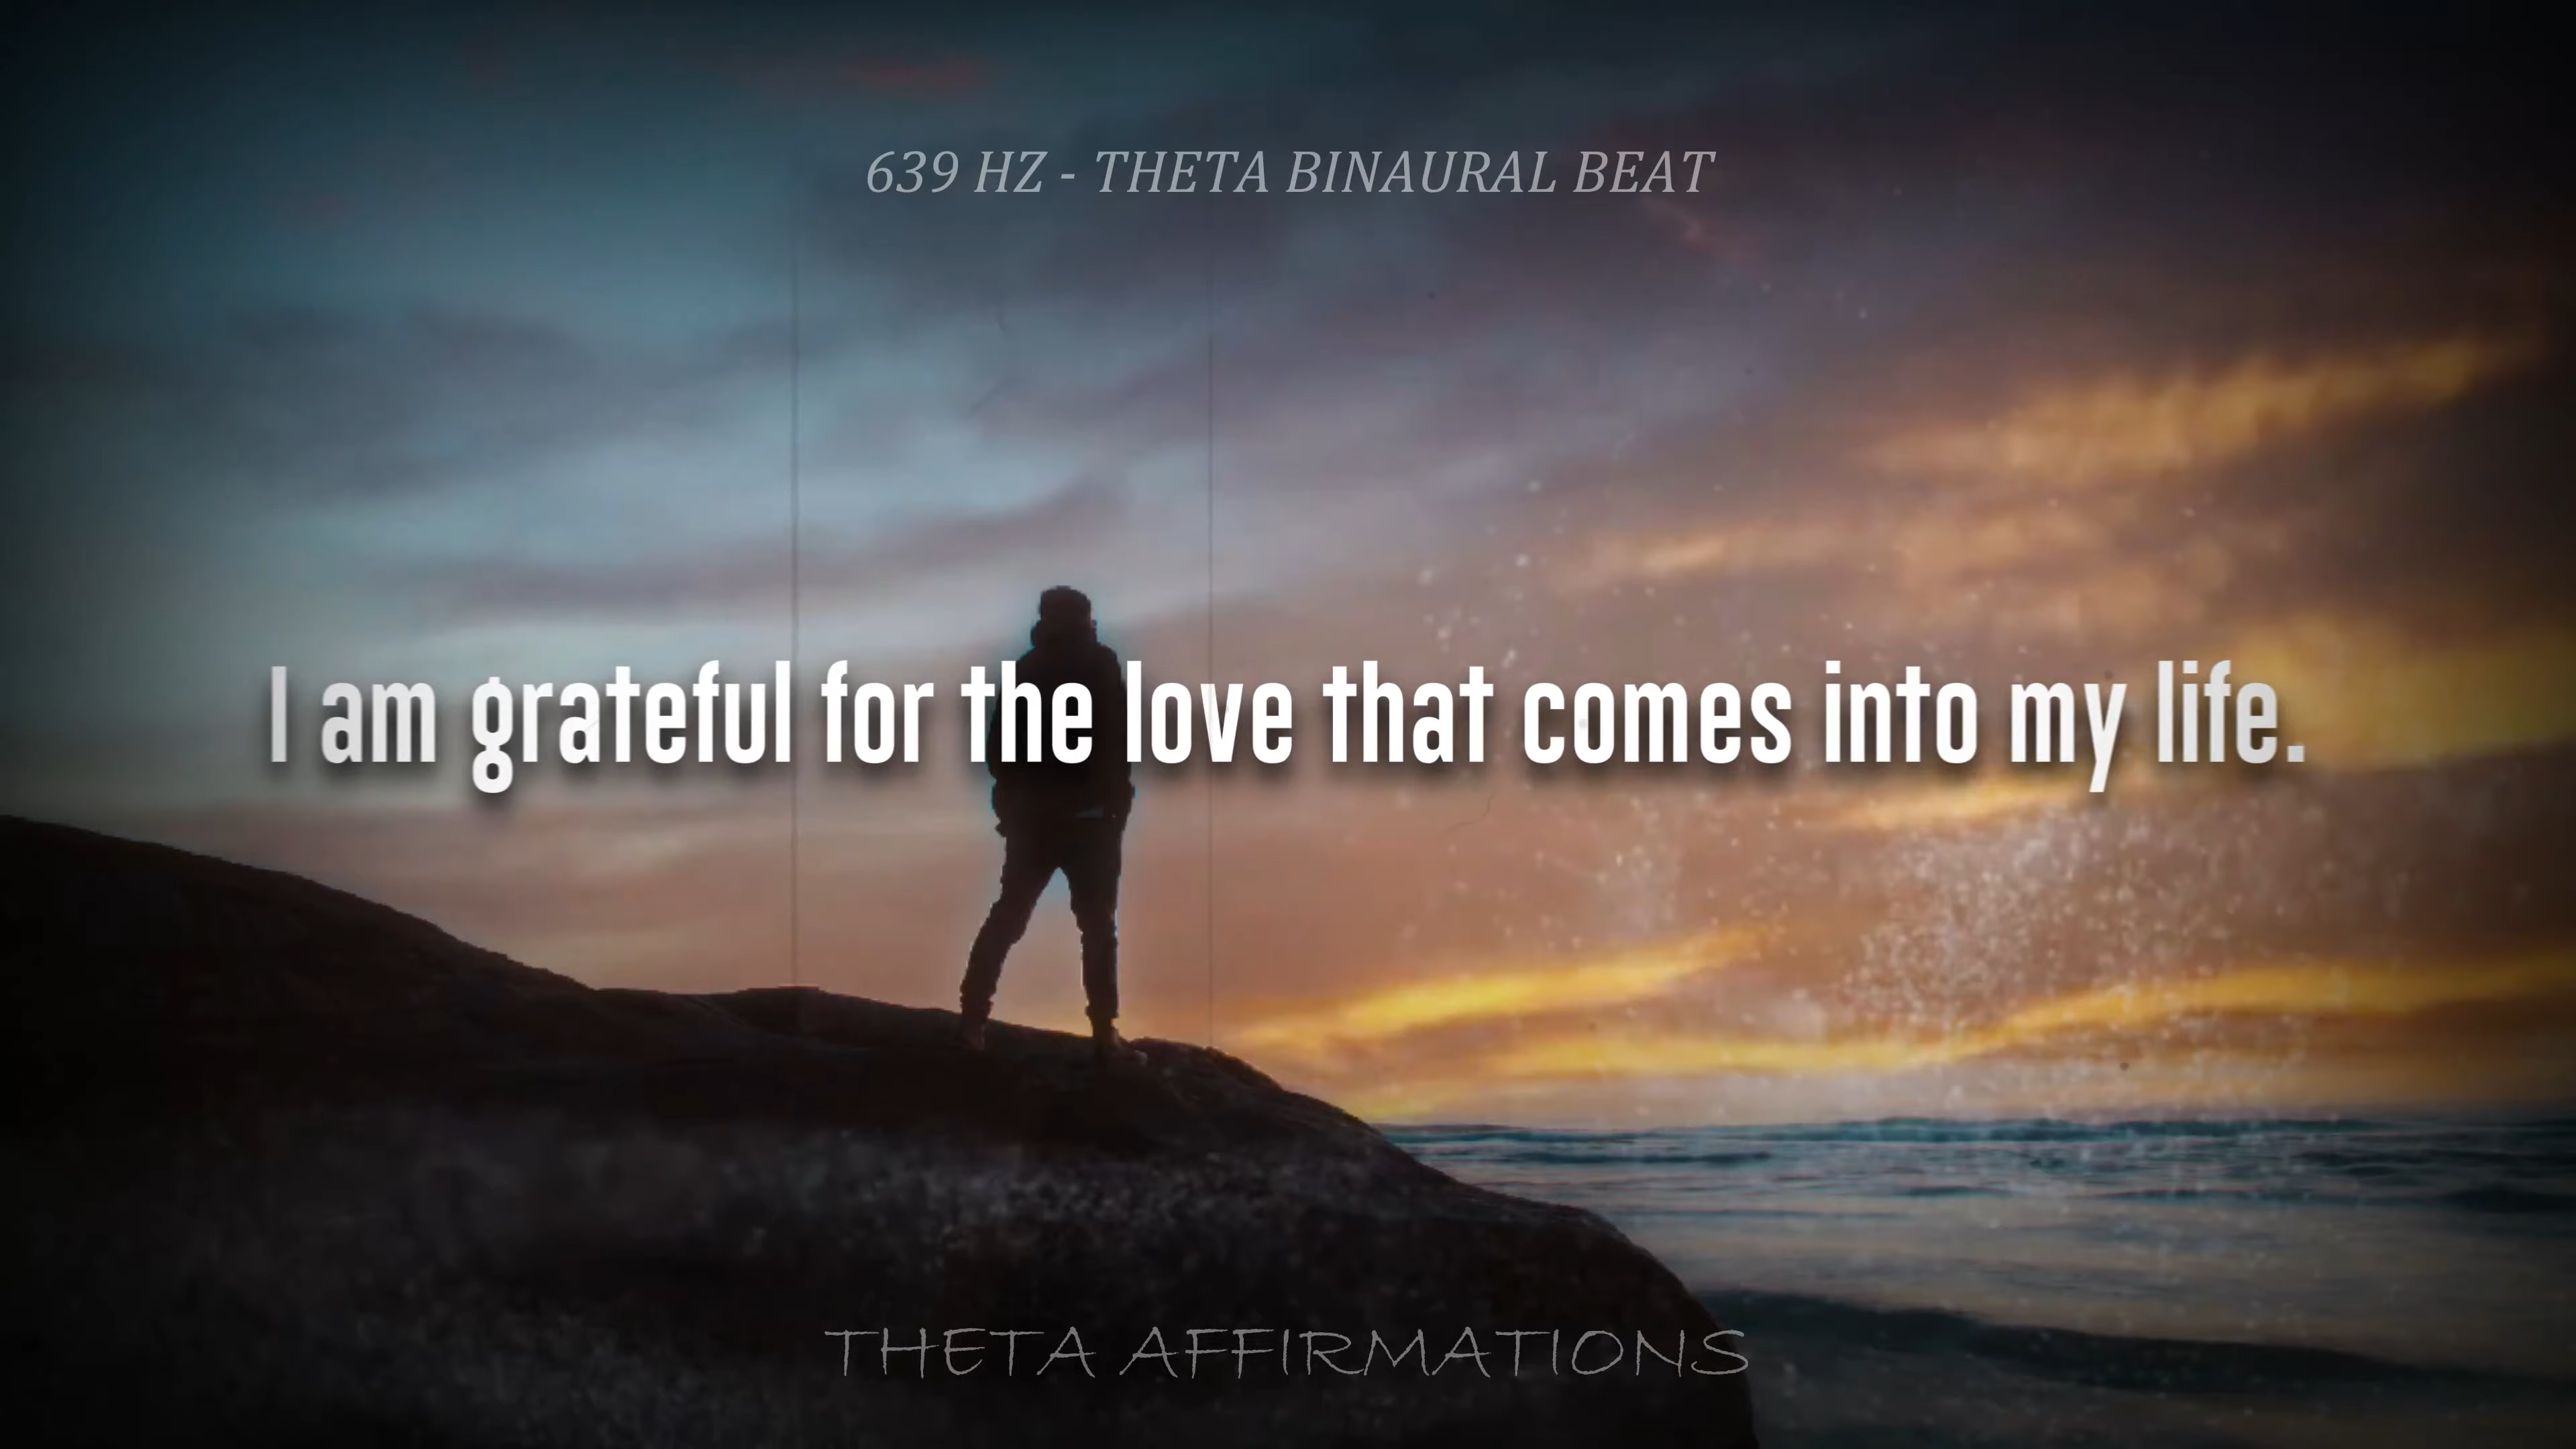 639 HZ - THETA BINAURAL BEAT
I am grateful for the love that comes into my life.
THETA AFFIRMATIONS